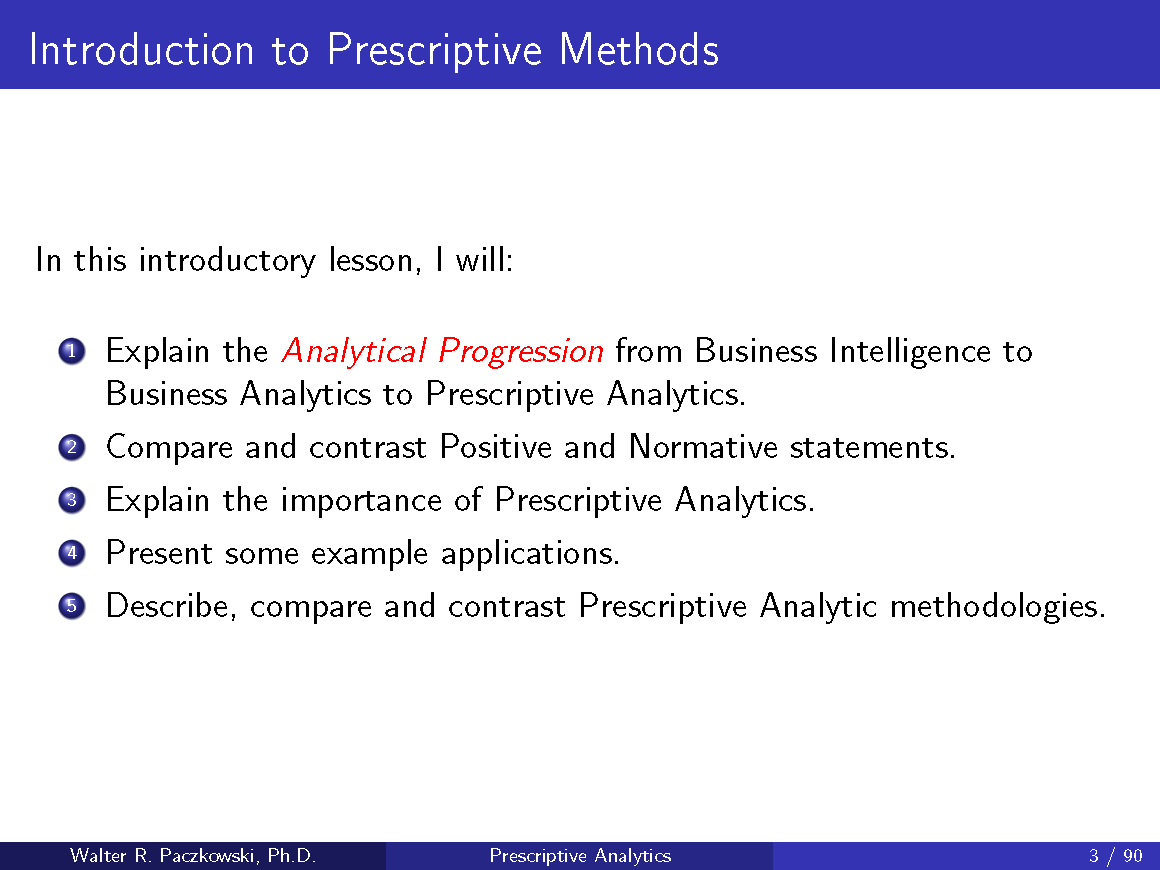 Introduction to Prescriptive Methods
In this introductory lesson, I will:
1 Explain the Analytical Progression from Business Intelligence to
Business Analytics to Prescriptive Analytics.
2 Compare and contrast Positive and Normative statements.
3 Explain the importance of Prescriptive Analytics.
4 Present some example applications.
5 Describe, compare and contrast Prescriptive Analytic methodologies.
Walter R. Paczkowski, Ph.D. Prescriptive Analytics 3 / 90